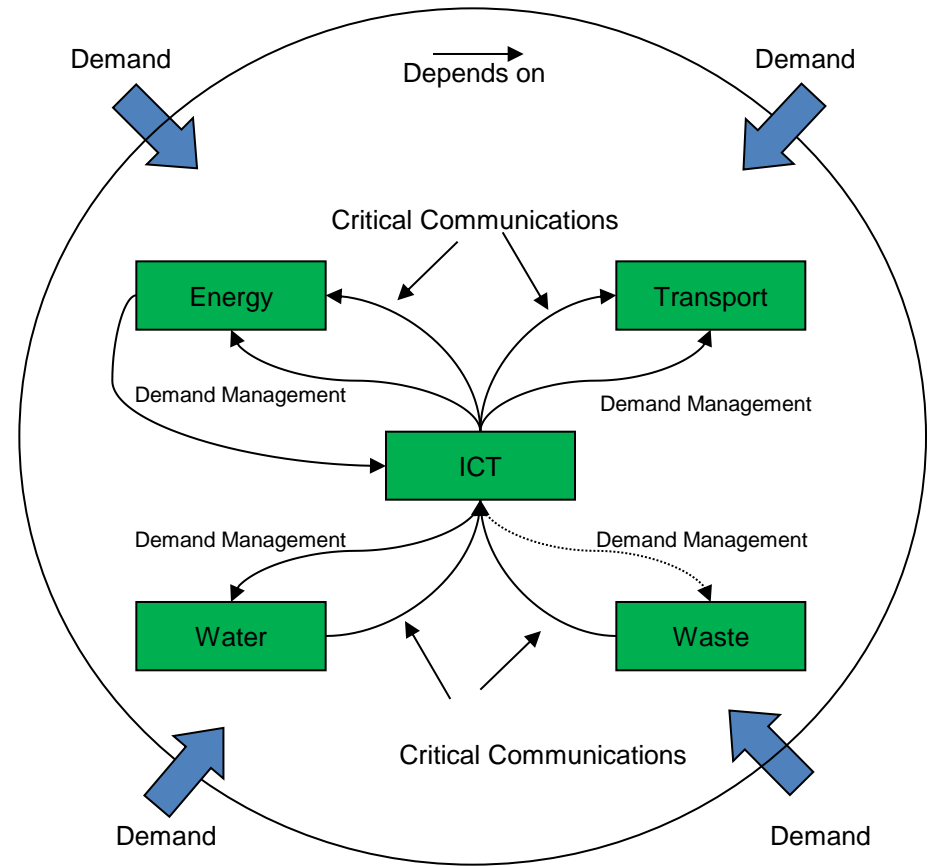 Demand
Demand
Depends on
Critical Communications
Energy
Transport
Demand Management
Demand Management
ICT
Demand Management
Demand Management
Water
Waste
Critical Communications
Demand
Demand